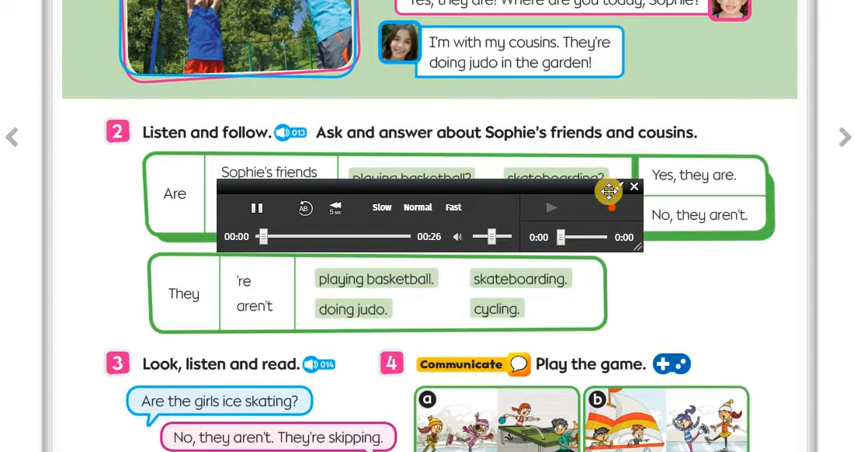 Yes, they are! Where are you today, Sophie?
I'm with my cousins. They're
doing judo in the garden!
2 Listen and follow. 013 Ask and answer about Sophie's friends and cousins.
Are
Sophie's friends
playing basketball? skateboarding?
Yes, they are.
No, they aren't.
AB 5 sec Slow Normal Fast
00:00 00:26 0:00 0:00
They
're
aren't
playing basketball. skateboarding.
doing judo. cycling.
3 Look, listen and read. 014
Are the girls ice skating?
No, they aren't. They're skipping.
4 Communicate Play the game.
a b